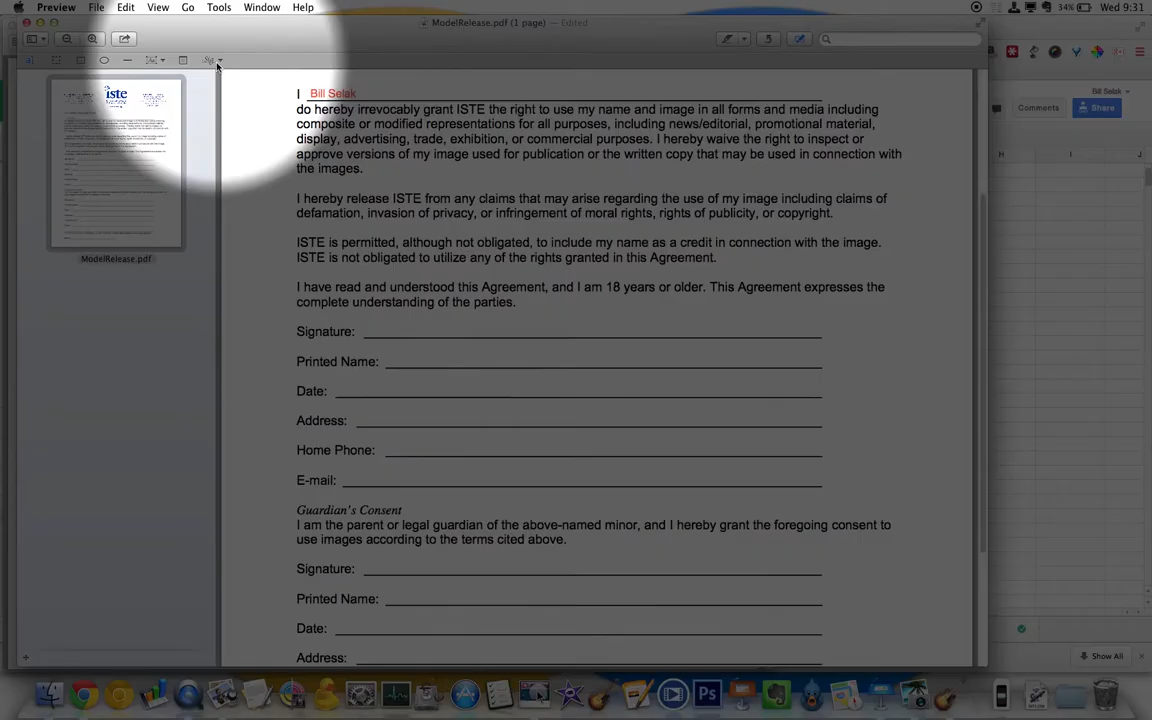 Preview File Edit View Go Tools Window Help 34% Wed 9:31
ModelRelease.pdf (1 page) — Edited
Bill Selak
Comments Share
iste
ModelRelease.pdf
H I J
I Bill Selak
do hereby irrevocably grant ISTE the right to use my name and image in all forms and media including
composite or modified representations for all purposes, including news/editorial, promotional material,
display, advertising, trade, exhibition, or commercial purposes. I hereby waive the right to inspect or
approve versions of my image used for publication or the written copy that may be used in connection with
the images.
I hereby release ISTE from any claims that may arise regarding the use of my image including claims of
defamation, invasion of privacy, or infringement of moral rights, rights of publicity, or copyright.
ISTE is permitted, although not obligated, to include my name as a credit in connection with the image.
ISTE is not obligated to utilize any of the rights granted in this Agreement.
I have read and understood this Agreement, and I am 18 years or older. This Agreement expresses the
complete understanding of the parties.
Signature:
Printed Name:
Date:
Address:
Home Phone:
E-mail:
Guardian's Consent
I am the parent or legal guardian of the above-named minor, and I hereby grant the foregoing consent to
use images according to the terms cited above.
Signature:
Printed Name:
Date:
Address:
Show All
Ps